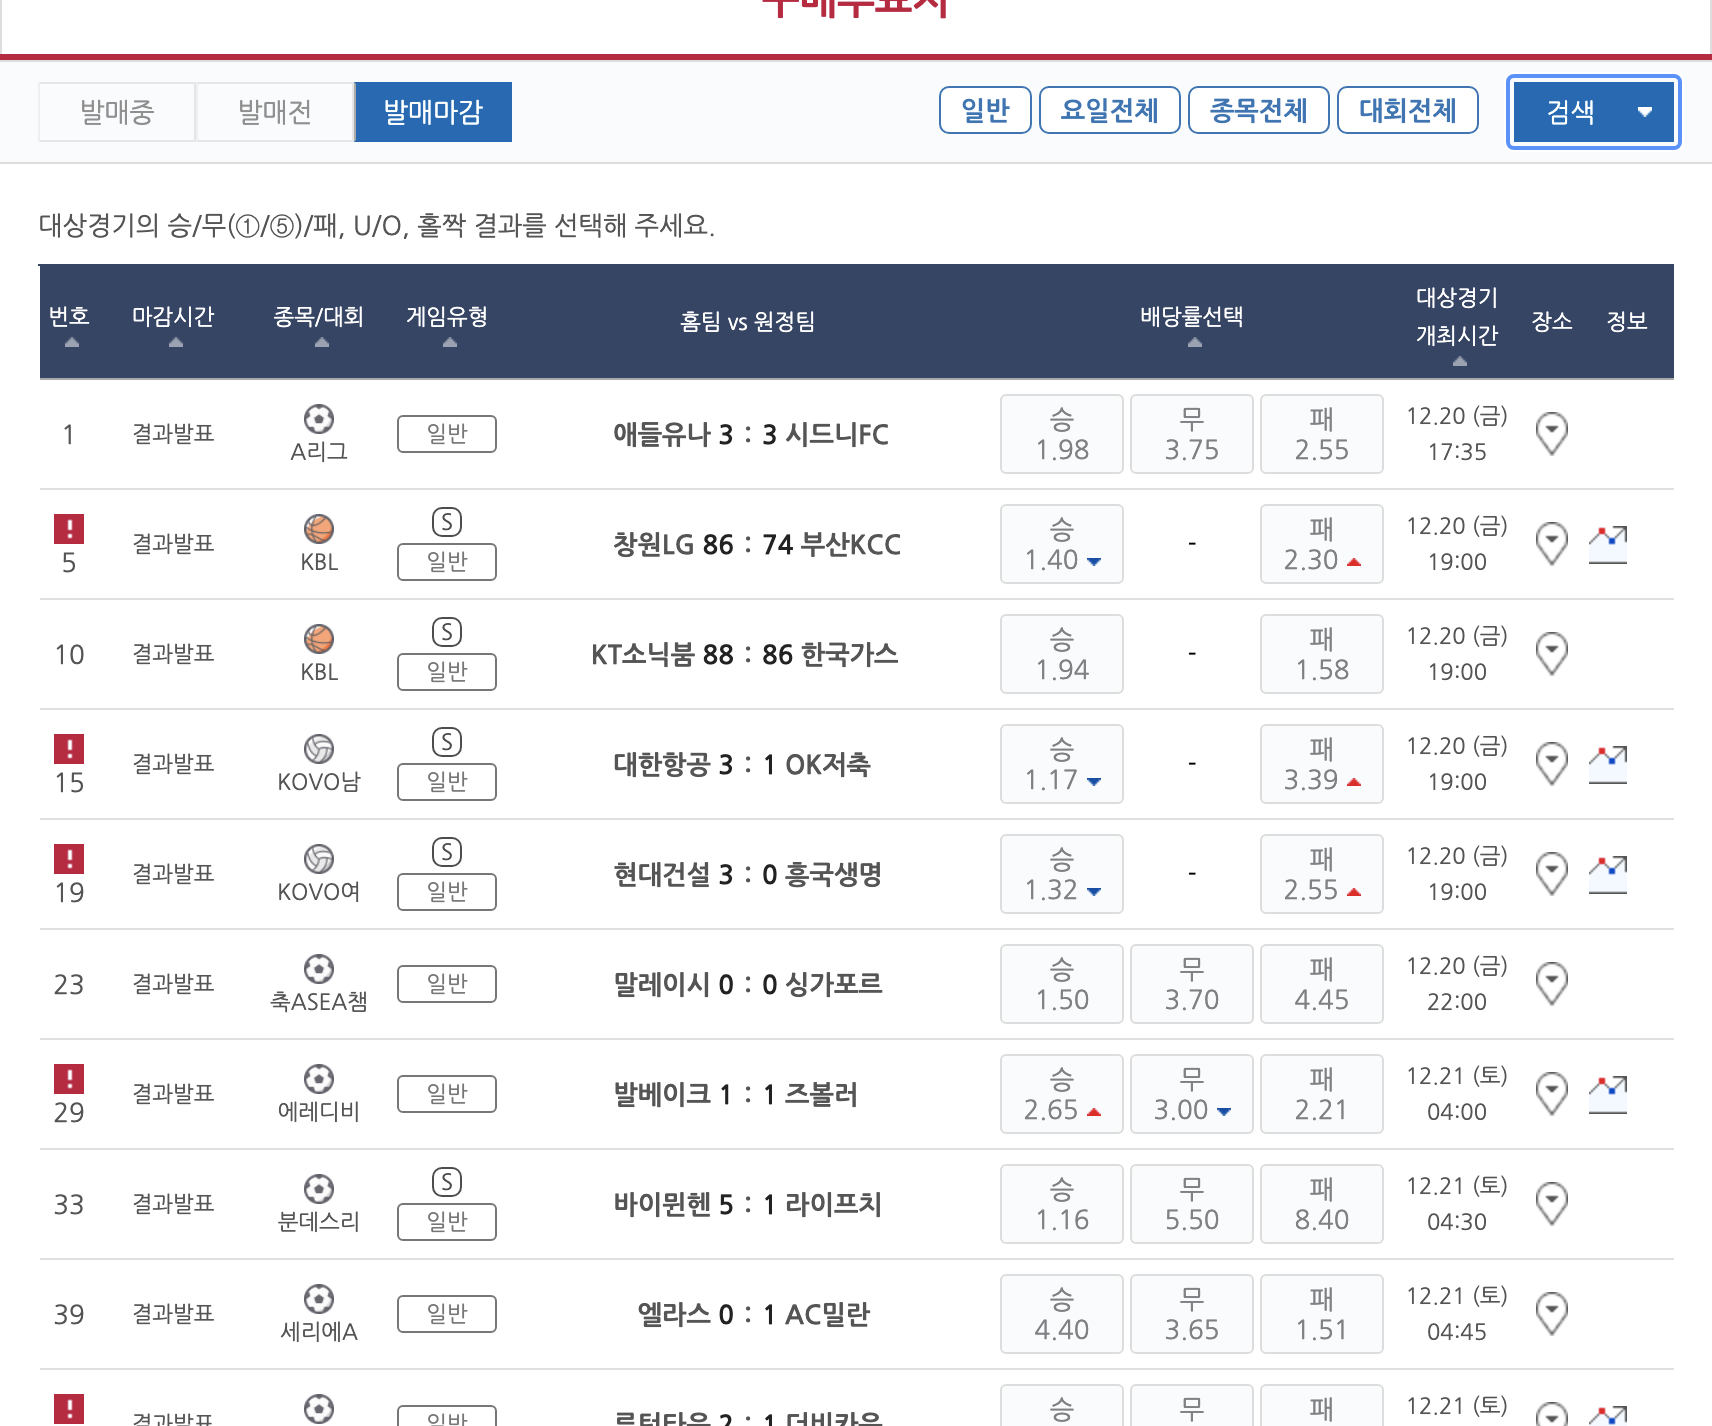 구매투표지
발매중 발매전 발매마감 일반 요일전체 종목전체 대회전체 검색
대상경기의 승/무(①/⑤)/패, U/O, 홀짝 결과를 선택해 주세요.
번호 마감시간 종목/대회 게임유형 홈팀 vs 원정팀 배당률선택 대상경기 개최시간 장소 정보
1 결과발표 A리그 일반 애들유나 3 : 3 시드니FC 승 1.98 무 3.75 패 2.55 12.20 (금) 17:35
! 5 결과발표 KBL S 일반 창원LG 86 : 74 부산KCC 승 1.40 - 패 2.30 12.20 (금) 19:00
10 결과발표 KBL S 일반 KT소닉붐 88 : 86 한국가스 승 1.94 - 패 1.58 12.20 (금) 19:00
! 15 결과발표 KOVO남 S 일반 대한항공 3 : 1 OK저축 승 1.17 - 패 3.39 12.20 (금) 19:00
! 19 결과발표 KOVO여 S 일반 현대건설 3 : 0 흥국생명 승 1.32 - 패 2.55 12.20 (금) 19:00
23 결과발표 축ASEA챔 일반 말레이시 0 : 0 싱가포르 승 1.50 무 3.70 패 4.45 12.20 (금) 22:00
! 29 결과발표 에레디비 일반 발베이크 1 : 1 즈볼러 승 2.65 무 3.00 패 2.21 12.21 (토) 04:00
33 결과발표 분데스리 S 일반 바이뮌헨 5 : 1 라이프치 승 1.16 무 5.50 패 8.40 12.21 (토) 04:30
39 결과발표 세리에A 일반 엘라스 0 : 1 AC밀란 승 4.40 무 3.65 패 1.51 12.21 (토) 04:45
! 결과발표 일반 루턴타운 2 : 1 더비카운 승 무 패 12.21 (토)